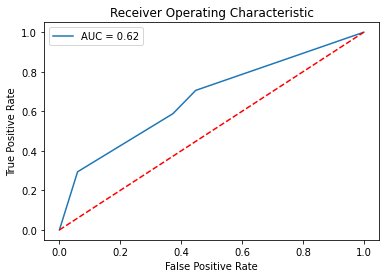 Receiver Operating Characteristic
AUC = 0.62
True Positive Rate
1.0
0.8
0.6
0.4
0.2
0.0
0.0 0.2 0.4 0.6 0.8 1.0
False Positive Rate